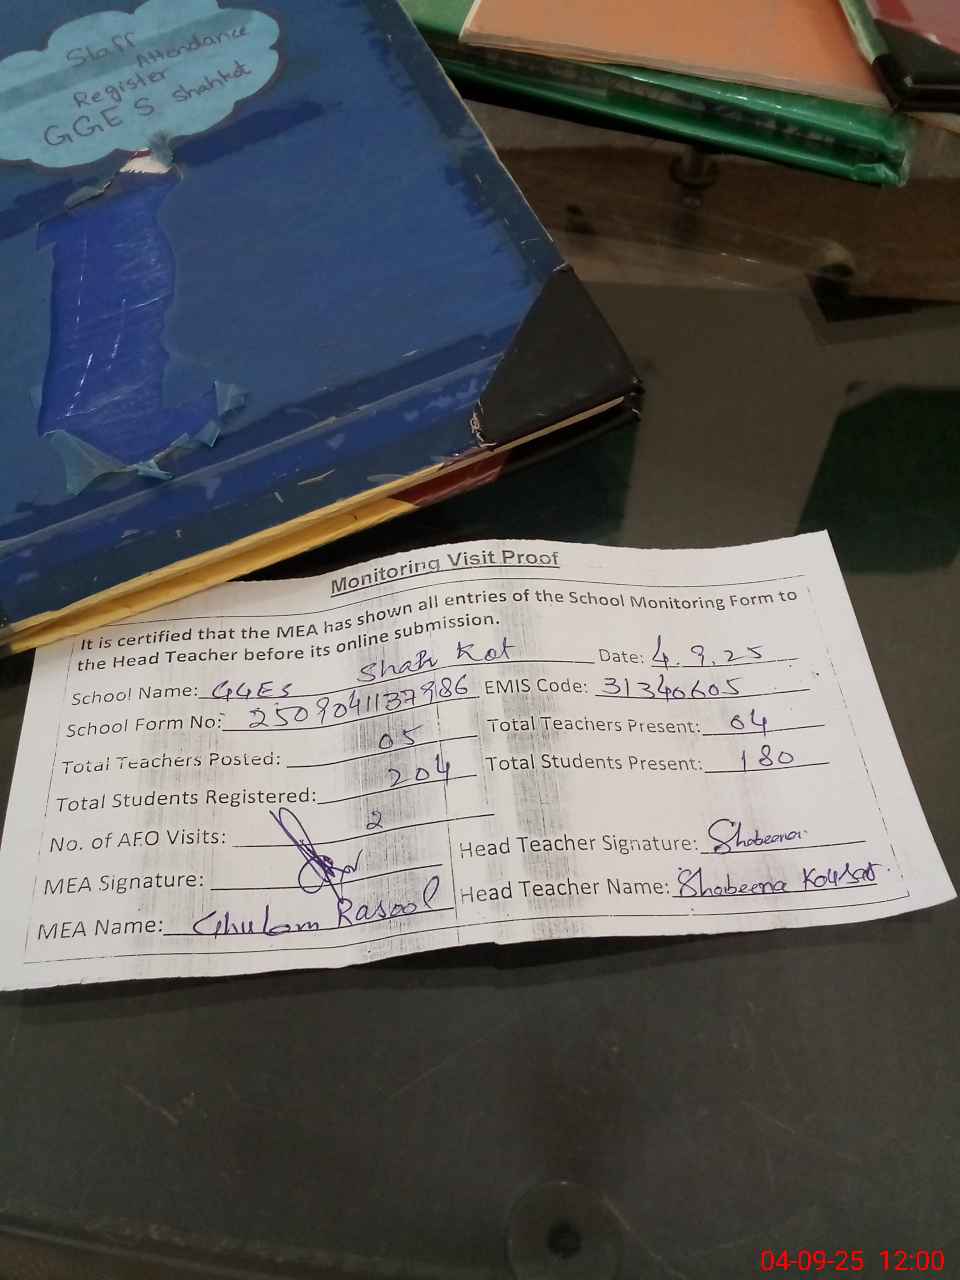 Staff
Attendance
Register
GGES shahkot
Monitoring Visit Proof
It is certified that the MEA has shown all entries of the School Monitoring Form to
the Head Teacher before its online submission.
School Name: GGES Shah Kot Date: 4.9.25
School Form No: 2509041137986 EMIS Code: 31340605
Total Teachers Posted: 05 Total Teachers Present: 04
Total Students Registered: 204 Total Students Present: 180
No. of AFO Visits: 2
MEA Signature: Head Teacher Signature: Shabeena
MEA Name: Ghulam Rasool Head Teacher Name: Shabeena Kousar
04-09-25 12:00